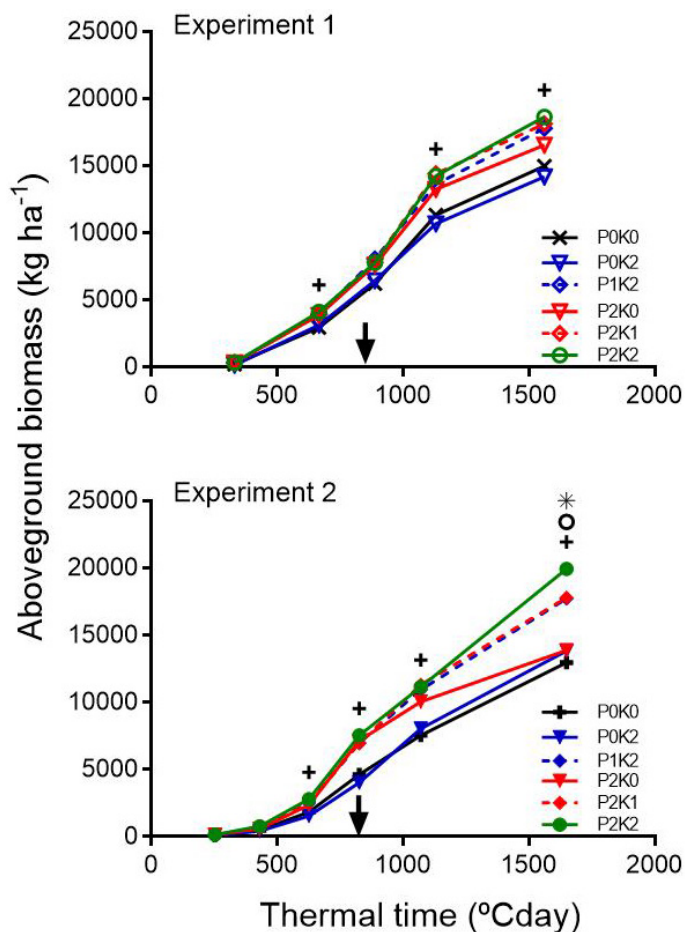 Experiment 1
25000
20000
15000
10000
5000
0
0 500 1000 1500 2000
P0K0
P0K2
P1K2
P2K0
P2K1
P2K2
Aboveground biomass (kg ha⁻¹)
Experiment 2
25000
20000
15000
10000
5000
0
0 500 1000 1500 2000
P0K0
P0K2
P1K2
P2K0
P2K1
P2K2
Thermal time (ºCday)